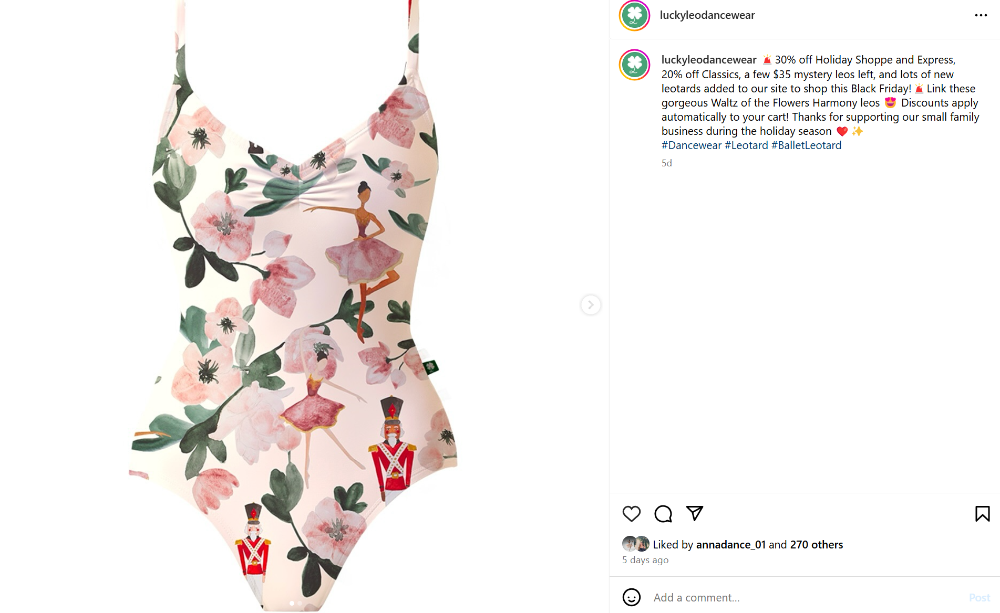 luckyleodancewear
luckyleodancewear 🚨 30% off Holiday Shoppe and Express,
20% off Classics, a few $35 mystery leos left, and lots of new
leotards added to our site to shop this Black Friday! 🚨 Link these
gorgeous Waltz of the Flowers Harmony leos 😍 Discounts apply
automatically to your cart! Thanks for supporting our small family
business during the holiday season ❤️ ✨
#Dancewear #Leotard #BalletLeotard
5d
Liked by annadance_01 and 270 others
5 days ago
Add a comment...
Post